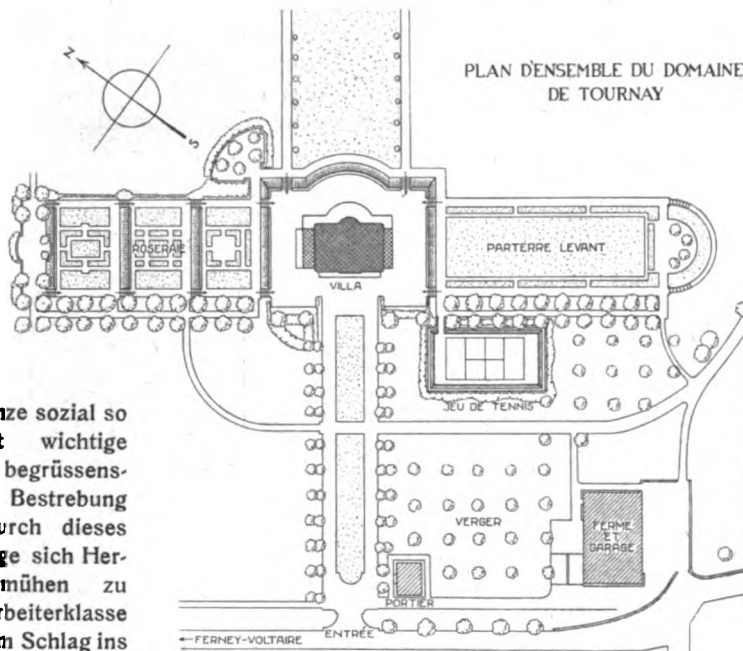 PLAN D'ENSEMBLE DU DOMAINE
DE TOURNAY
N
S
ROSERAIE
VILLA
PARTERRE LEVANT
JEU DE TENNIS
VERGER
FERME
ET
GARAGE
PORTIER
ENTRÉE
←FERNEY-VOLTAIRE
sozial so
wichtige
begrüssens-
Bestrebung
dieses
sich Her-
zu
Schlag ins